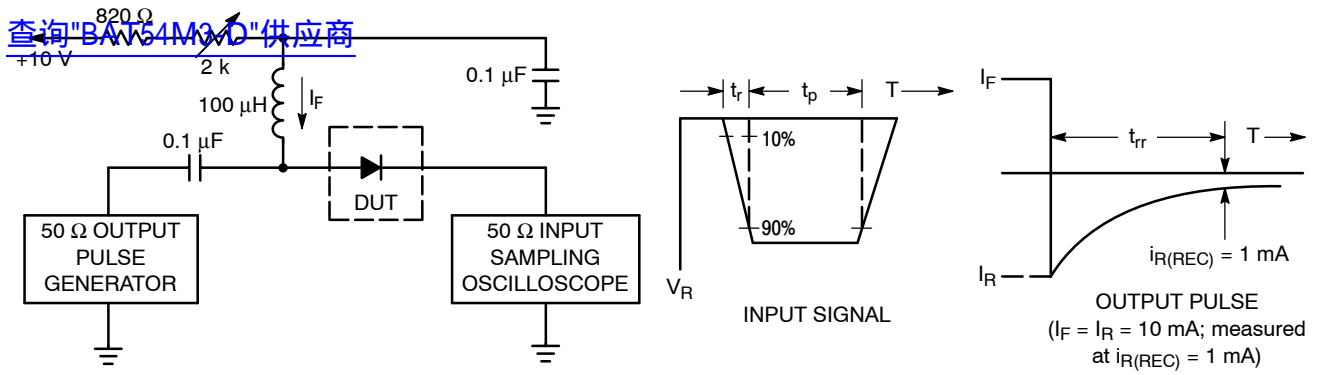 820 Ω
查询"BAT54M3-D"供应商
+10 V
2 k
0.1 µF
100 µH
I_F
0.1 µF
DUT
50 Ω OUTPUT
PULSE
GENERATOR
50 Ω INPUT
SAMPLING
OSCILLOSCOPE
t_r
t_p
T
10%
90%
V_R
INPUT SIGNAL
I_F
t_rr
T
i_R(REC) = 1 mA
I_R
OUTPUT PULSE
(I_F = I_R = 10 mA; measured
at i_R(REC) = 1 mA)